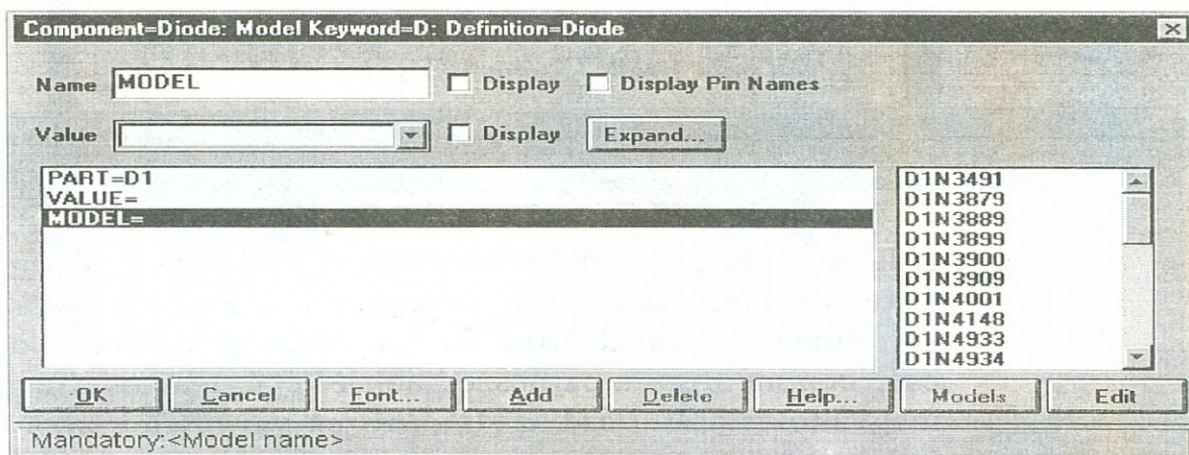 Component=Diode: Model Keyword=D: Definition=Diode
Name MODEL Display Display Pin Names
Value Display Expand...
PART=D1
VALUE=
MODEL=
D1N3491
D1N3879
D1N3889
D1N3899
D1N3900
D1N3909
D1N4001
D1N4148
D1N4933
D1N4934
OK Cancel Font... Add Delete Help... Models Edit
Mandatory:<Model name>